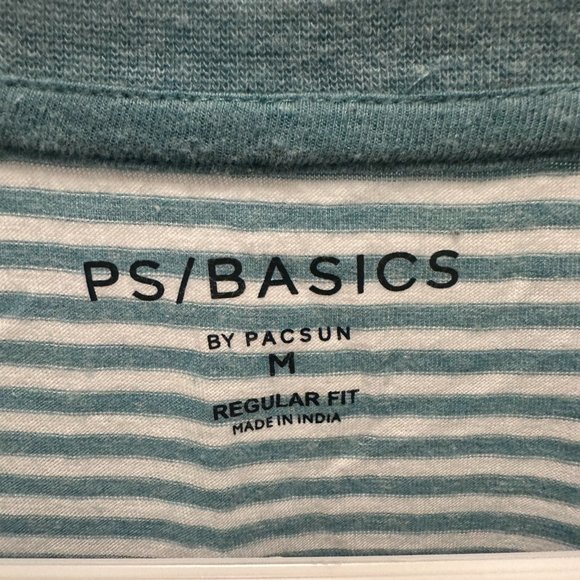 PS/BASICS
BY PACSUN
M
REGULAR FIT
MADE IN INDIA